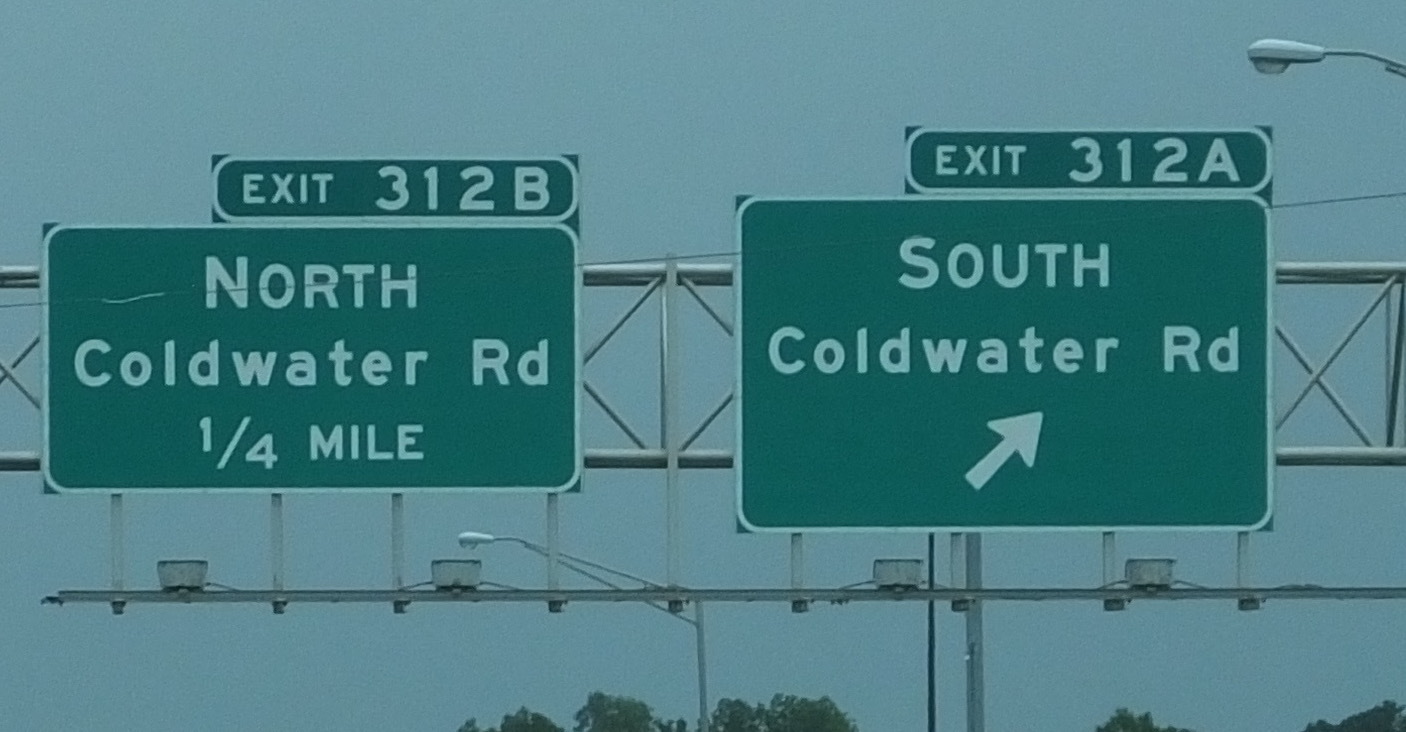 EXIT 312B
NORTH
Coldwater Rd
1/4 MILE
EXIT 312A
SOUTH
Coldwater Rd